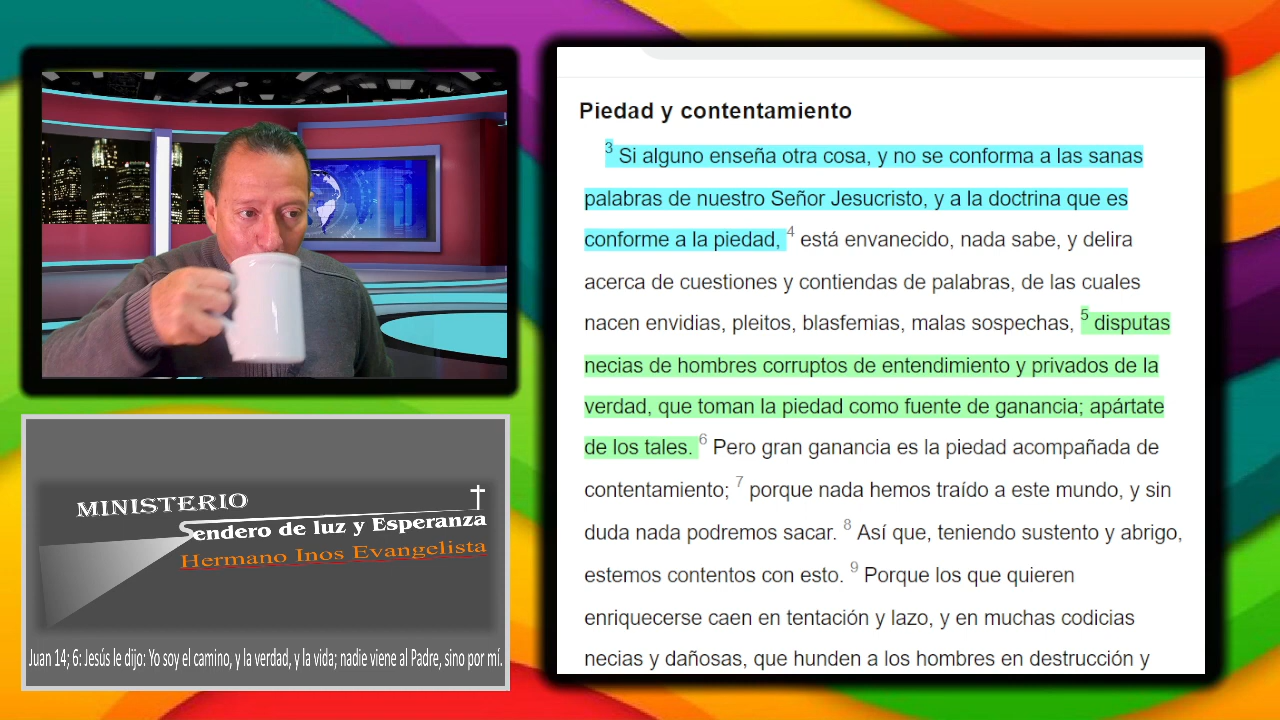 Piedad y contentamiento
3 Si alguno enseña otra cosa, y no se conforma a las sanas
palabras de nuestro Señor Jesucristo, y a la doctrina que es
conforme a la piedad, 4 está envanecido, nada sabe, y delira
acerca de cuestiones y contiendas de palabras, de las cuales
nacen envidias, pleitos, blasfemias, malas sospechas, 5 disputas
necias de hombres corruptos de entendimiento y privados de la
verdad, que toman la piedad como fuente de ganancia; apártate
de los tales. 6 Pero gran ganancia es la piedad acompañada de
contentamiento; 7 porque nada hemos traído a este mundo, y sin
duda nada podremos sacar. 8 Así que, teniendo sustento y abrigo,
estemos contentos con esto. 9 Porque los que quieren
enriquecerse caen en tentación y lazo, y en muchas codicias
necias y dañosas, que hunden a los hombres en destrucción y
MINISTERIO
Sendero de luz y Esperanza
Hermano Inos Evangelista
Juan 14; 6: Jesús le dijo: Yo soy el camino, y la verdad, y la vida; nadie viene al Padre, sino por mí.